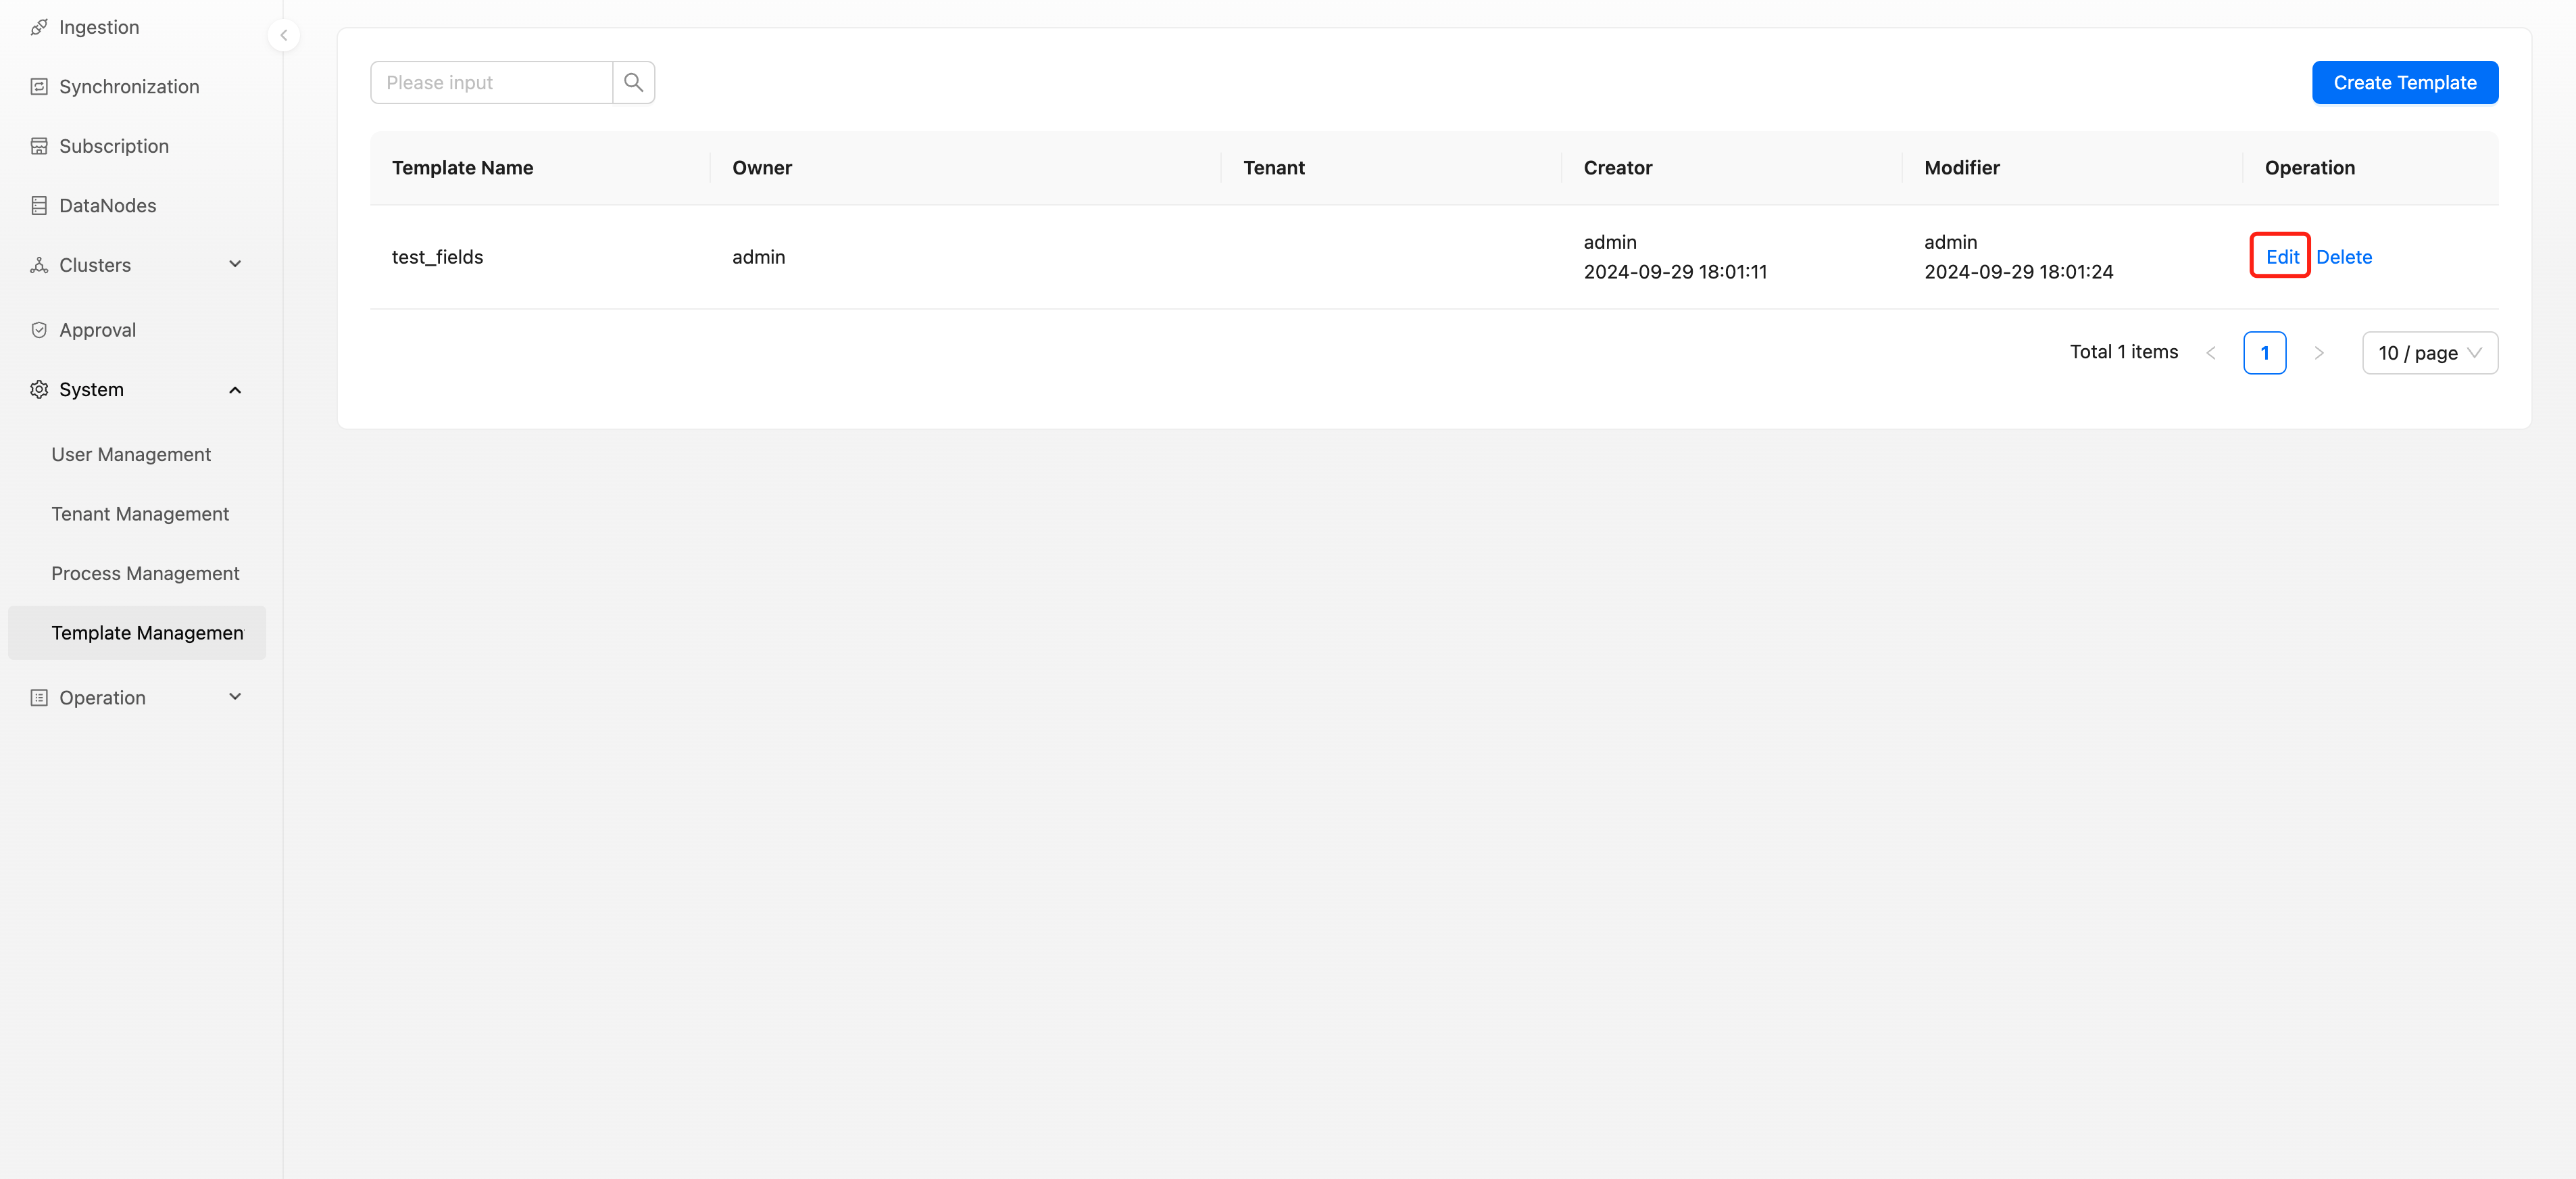 Ingestion
Synchronization
Subscription
DataNodes
Clusters
Approval
System
User Management
Tenant Management
Process Management
Template Managemen
Operation
Please input
Create Template
Template Name Owner Tenant Creator Modifier Operation
test_fields admin admin 2024-09-29 18:01:11 admin 2024-09-29 18:01:24 Edit Delete
Total 1 items 1 10 / page